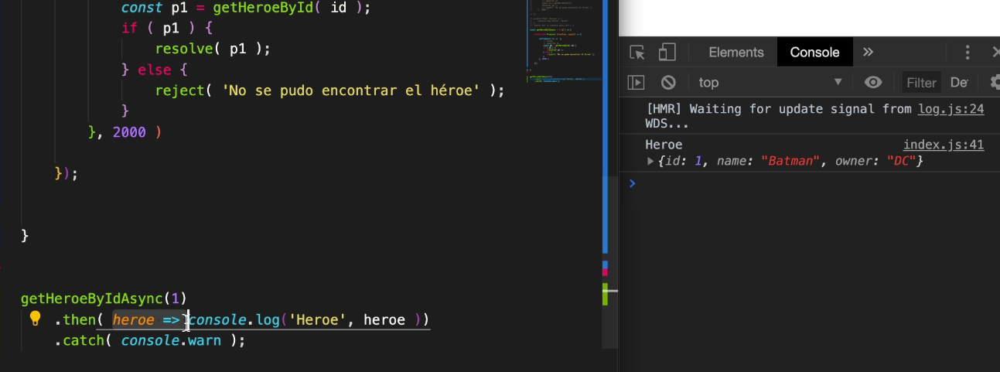 const p1 = getHeroeById( id );
if ( p1 ) {
resolve( p1 );
} else {
reject( 'No se pudo encontrar el héroe' );
}
}, 2000 )
});
}
getHeroeByIdAsync(1)
.then( heroe => console.log('Heroe', heroe ))
.catch( console.warn );
Elements Console »
top Filter De
[HMR] Waiting for update signal from log.js:24
WDS...
Heroe index.js:41
{id: 1, name: "Batman", owner: "DC"}